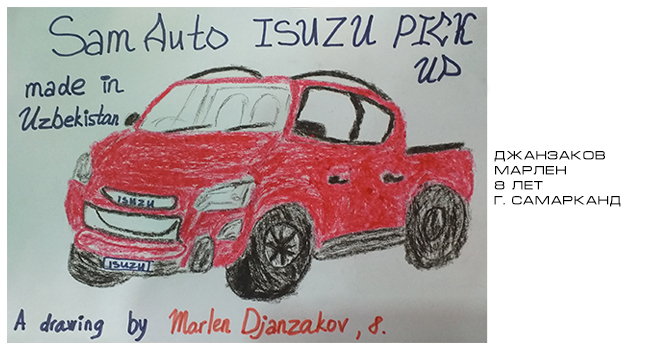 Sam Auto ISUZU PICK
UP
made in
Uzbekistan
ISUZU
ISUZU
A drawing by Marlen Djanzakov, 8.
ДЖАНЗАКОВ
МАРЛЕН
8 ЛЕТ
Г. САМАРКАНД